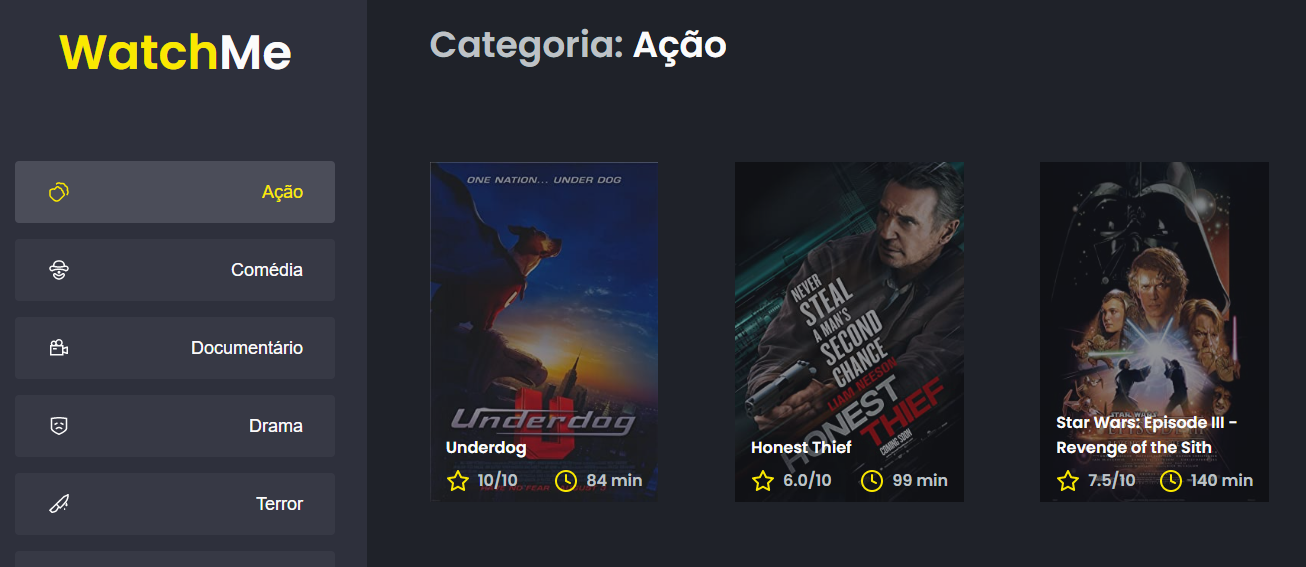 WatchMe
Ação
Comédia
Documentário
Drama
Terror
Categoria: Ação
ONE NATION... UNDER DOG
Underdog
Underdog
10/10 84 min
NEVER
STEAL
A MAN'S
SECOND
CHANCE
LIAM NEESON
HONEST
THIEF
COMING SOON
Honest Thief
6.0/10 99 min
STAR WARS
Star Wars: Episode III -
Revenge of the Sith
7.5/10 140 min